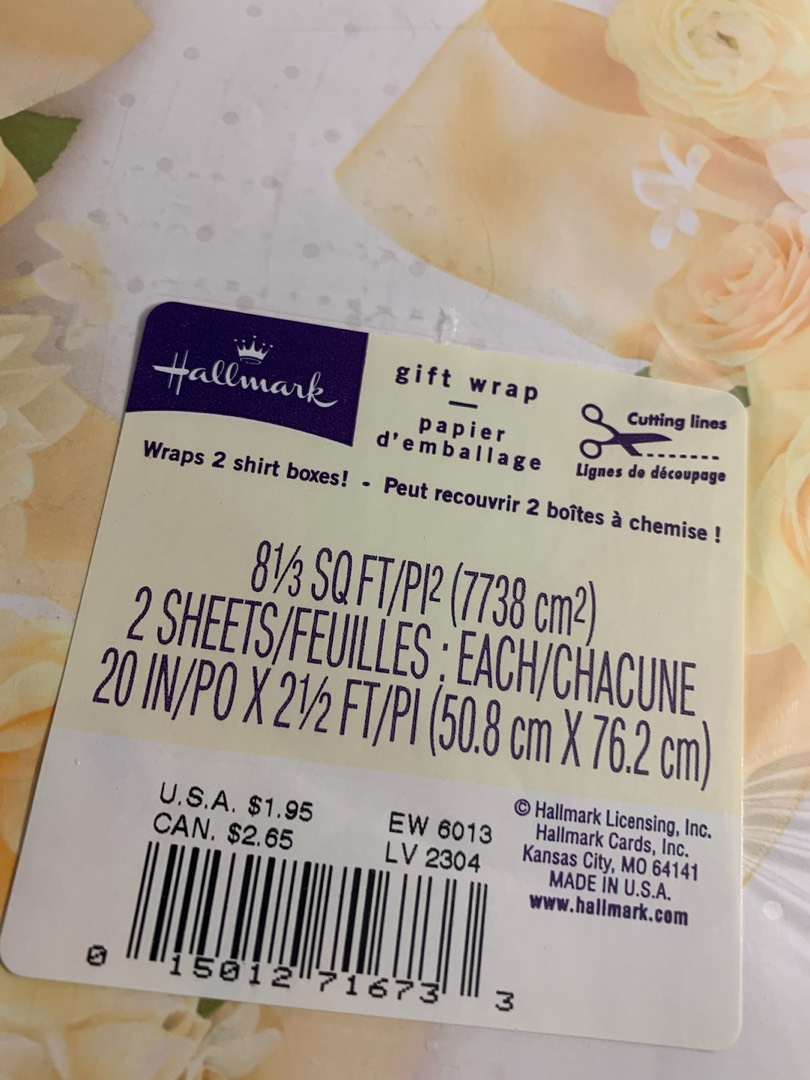 Hallmark
gift wrap
—
papier
d'emballage
Cutting lines
Lignes de découpage
Wraps 2 shirt boxes! - Peut recouvrir 2 boîtes à chemise !
8⅓ SQ FT/PI² (7738 cm²)
2 SHEETS/FEUILLES : EACH/CHACUNE
20 IN/PO X 2½ FT/PI (50.8 cm X 76.2 cm)
U.S.A. $1.95
CAN. $2.65
EW 6013
LV 2304
© Hallmark Licensing, Inc.
Hallmark Cards, Inc.
Kansas City, MO 64141
MADE IN U.S.A.
www.hallmark.com
0 15012 71673 3